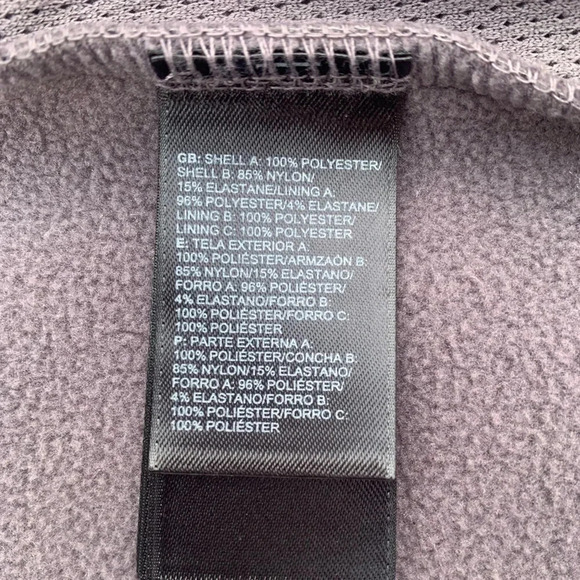 GB: SHELL A: 100% POLYESTER/
SHELL B: 85% NYLON/
15% ELASTANE/LINING A:
96% POLYESTER/4% ELASTANE/
LINING B: 100% POLYESTER/
LINING C: 100% POLYESTER
E: TELA EXTERIOR A
100% POLIÉSTER/ARMZAÓN B:
85% NYLON/15% ELASTANO/
FORRO A: 96% POLIÉSTER/
4% ELASTANO/FORRO B:
100% POLIÉSTER/FORRO C:
100% POLIÉSTER
P: PARTE EXTERNA A:
100% POLIÉSTER/CONCHA B:
85% NYLON/15% ELASTANO/
FORRO A: 96% POLIÉSTER/
4% ELASTANO/FORRO B:
100% POLIÉSTER/FORRO C:
100% POLIÉSTER